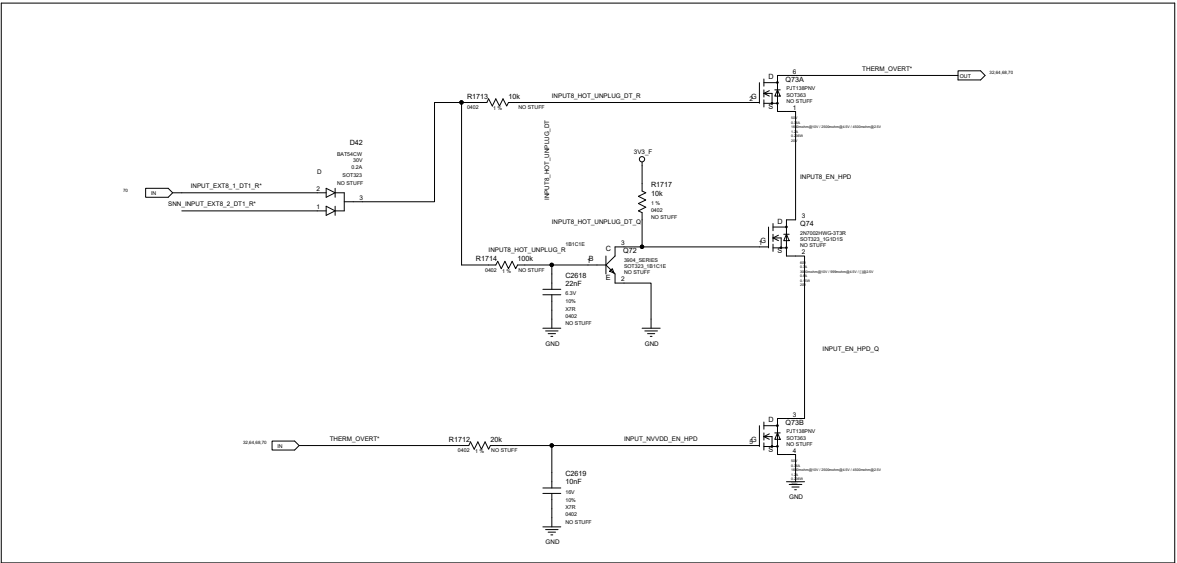 THERM_OVERT*
OUT
32,64,68,70
D
6
Q73A
PJT138PNV
SOT363
NO STUFF
G
2
S
1
R1713
10k
0402
1 %
NO STUFF
INPUT8_HOT_UNPLUG_DT_R
INPUT8_HOT_UNPLUG_DT
D42
BAT54CW
30V
0.2A
SOT323
NO STUFF
D
70
IN
INPUT_EXT8_1_DT1_R*
2
3
SNN_INPUT_EXT8_2_DT1_R*
1
3V3_F
R1717
10k
1 %
0402
NO STUFF
INPUT8_EN_HPD
INPUT8_HOT_UNPLUG_DT_Q
D
3
Q74
2N7002HWG-3T3R
SOT323_1G1D1S
NO STUFF
G
1
S
2
INPUT8_HOT_UNPLUG_R
1B1C1E
R1714
100k
0402
1 %
NO STUFF
C
3
Q72
3904_SERIES
SOT323_1B1C1E
NO STUFF
1
B
E
2
C2618
22nF
6.3V
10%
X7R
0402
NO STUFF
GND
GND
INPUT_EN_HPD_Q
D
3
Q73B
PJT138PNV
SOT363
NO STUFF
G
5
S
4
GND
32,64,68,70
IN
THERM_OVERT*
R1712
20k
0402
1 %
NO STUFF
INPUT_NVVDD_EN_HPD
C2619
10nF
16V
10%
X7R
0402
NO STUFF
GND